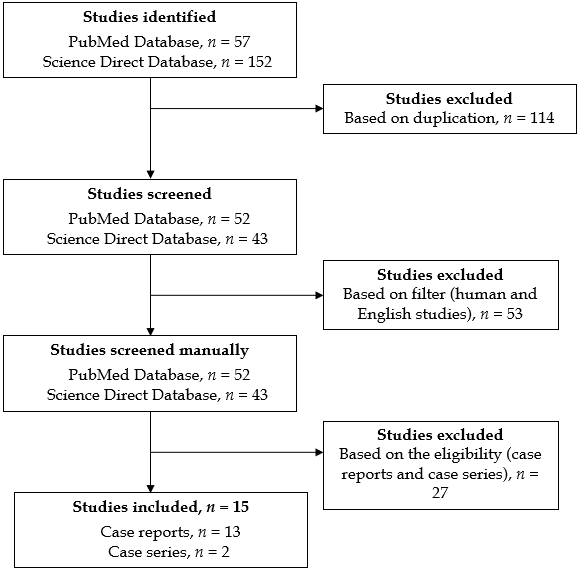 Studies identified
PubMed Database, n = 57
Science Direct Database, n = 152
Studies excluded
Based on duplication, n = 114
Studies screened
PubMed Database, n = 52
Science Direct Database, n = 43
Studies excluded
Based on filter (human and
English studies), n = 53
Studies screened manually
PubMed Database, n = 52
Science Direct Database, n = 43
Studies excluded
Based on the eligibility (case
reports and case series), n =
27
Studies included, n = 15
Case reports, n = 13
Case series, n = 2